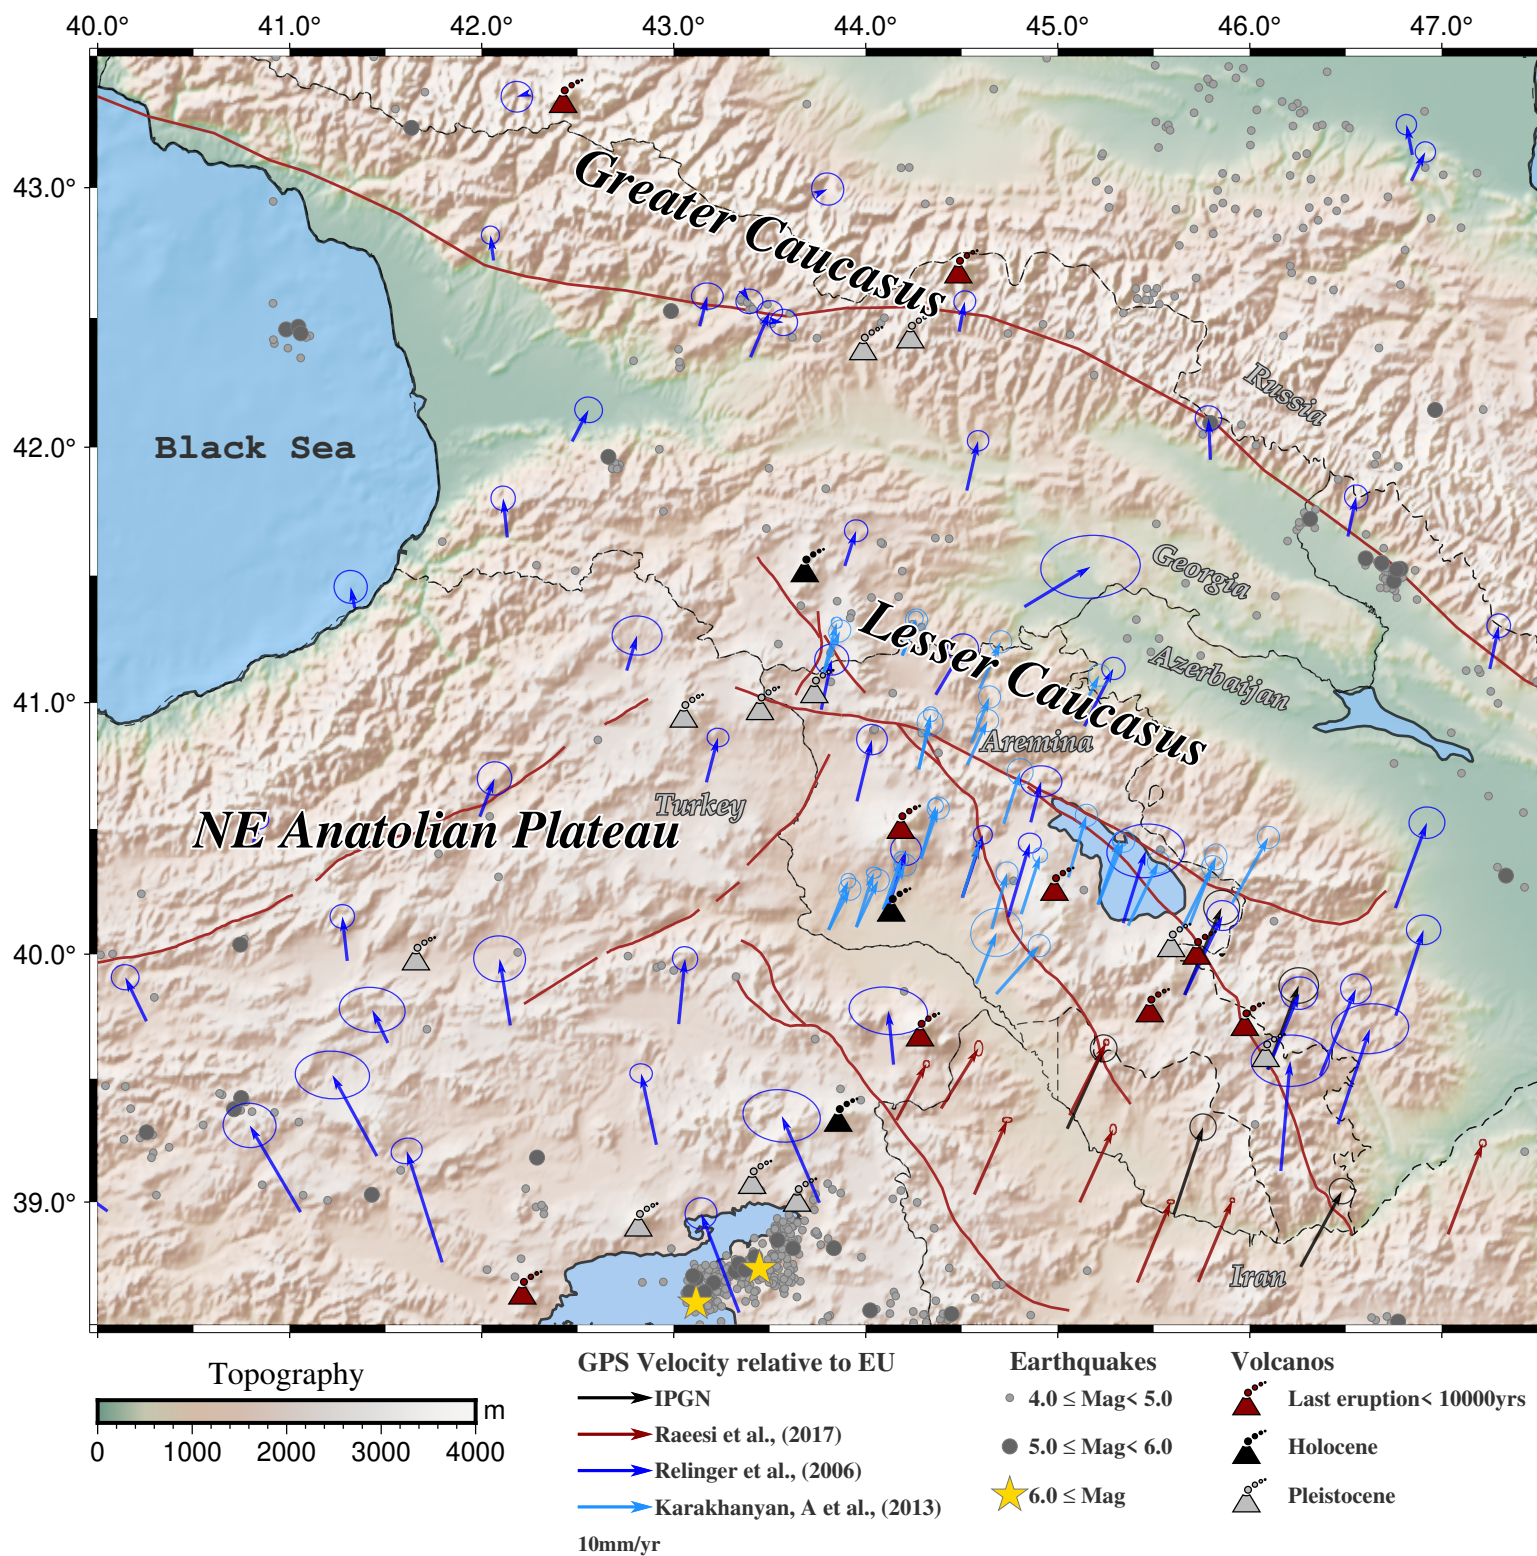 40.0° 41.0° 42.0° 43.0° 44.0° 45.0° 46.0° 47.0°
43.0°
42.0°
41.0°
40.0°
39.0°
Greater Caucasus
Russia
Black Sea
Georgia
Lesser Caucasus
Azerbaijan
Aremina
Turkey
NE Anatolian Plateau
Iran
Topography
m
0 1000 2000 3000 4000
GPS Velocity relative to EU
IPGN
Raeesi et al., (2017)
Relinger et al., (2006)
Karakhanyan, A et al., (2013)
10mm/yr
Earthquakes
4.0 ≤ Mag< 5.0
5.0 ≤ Mag< 6.0
6.0 ≤ Mag
Volcanos
Last eruption< 10000yrs
Holocene
Pleistocene